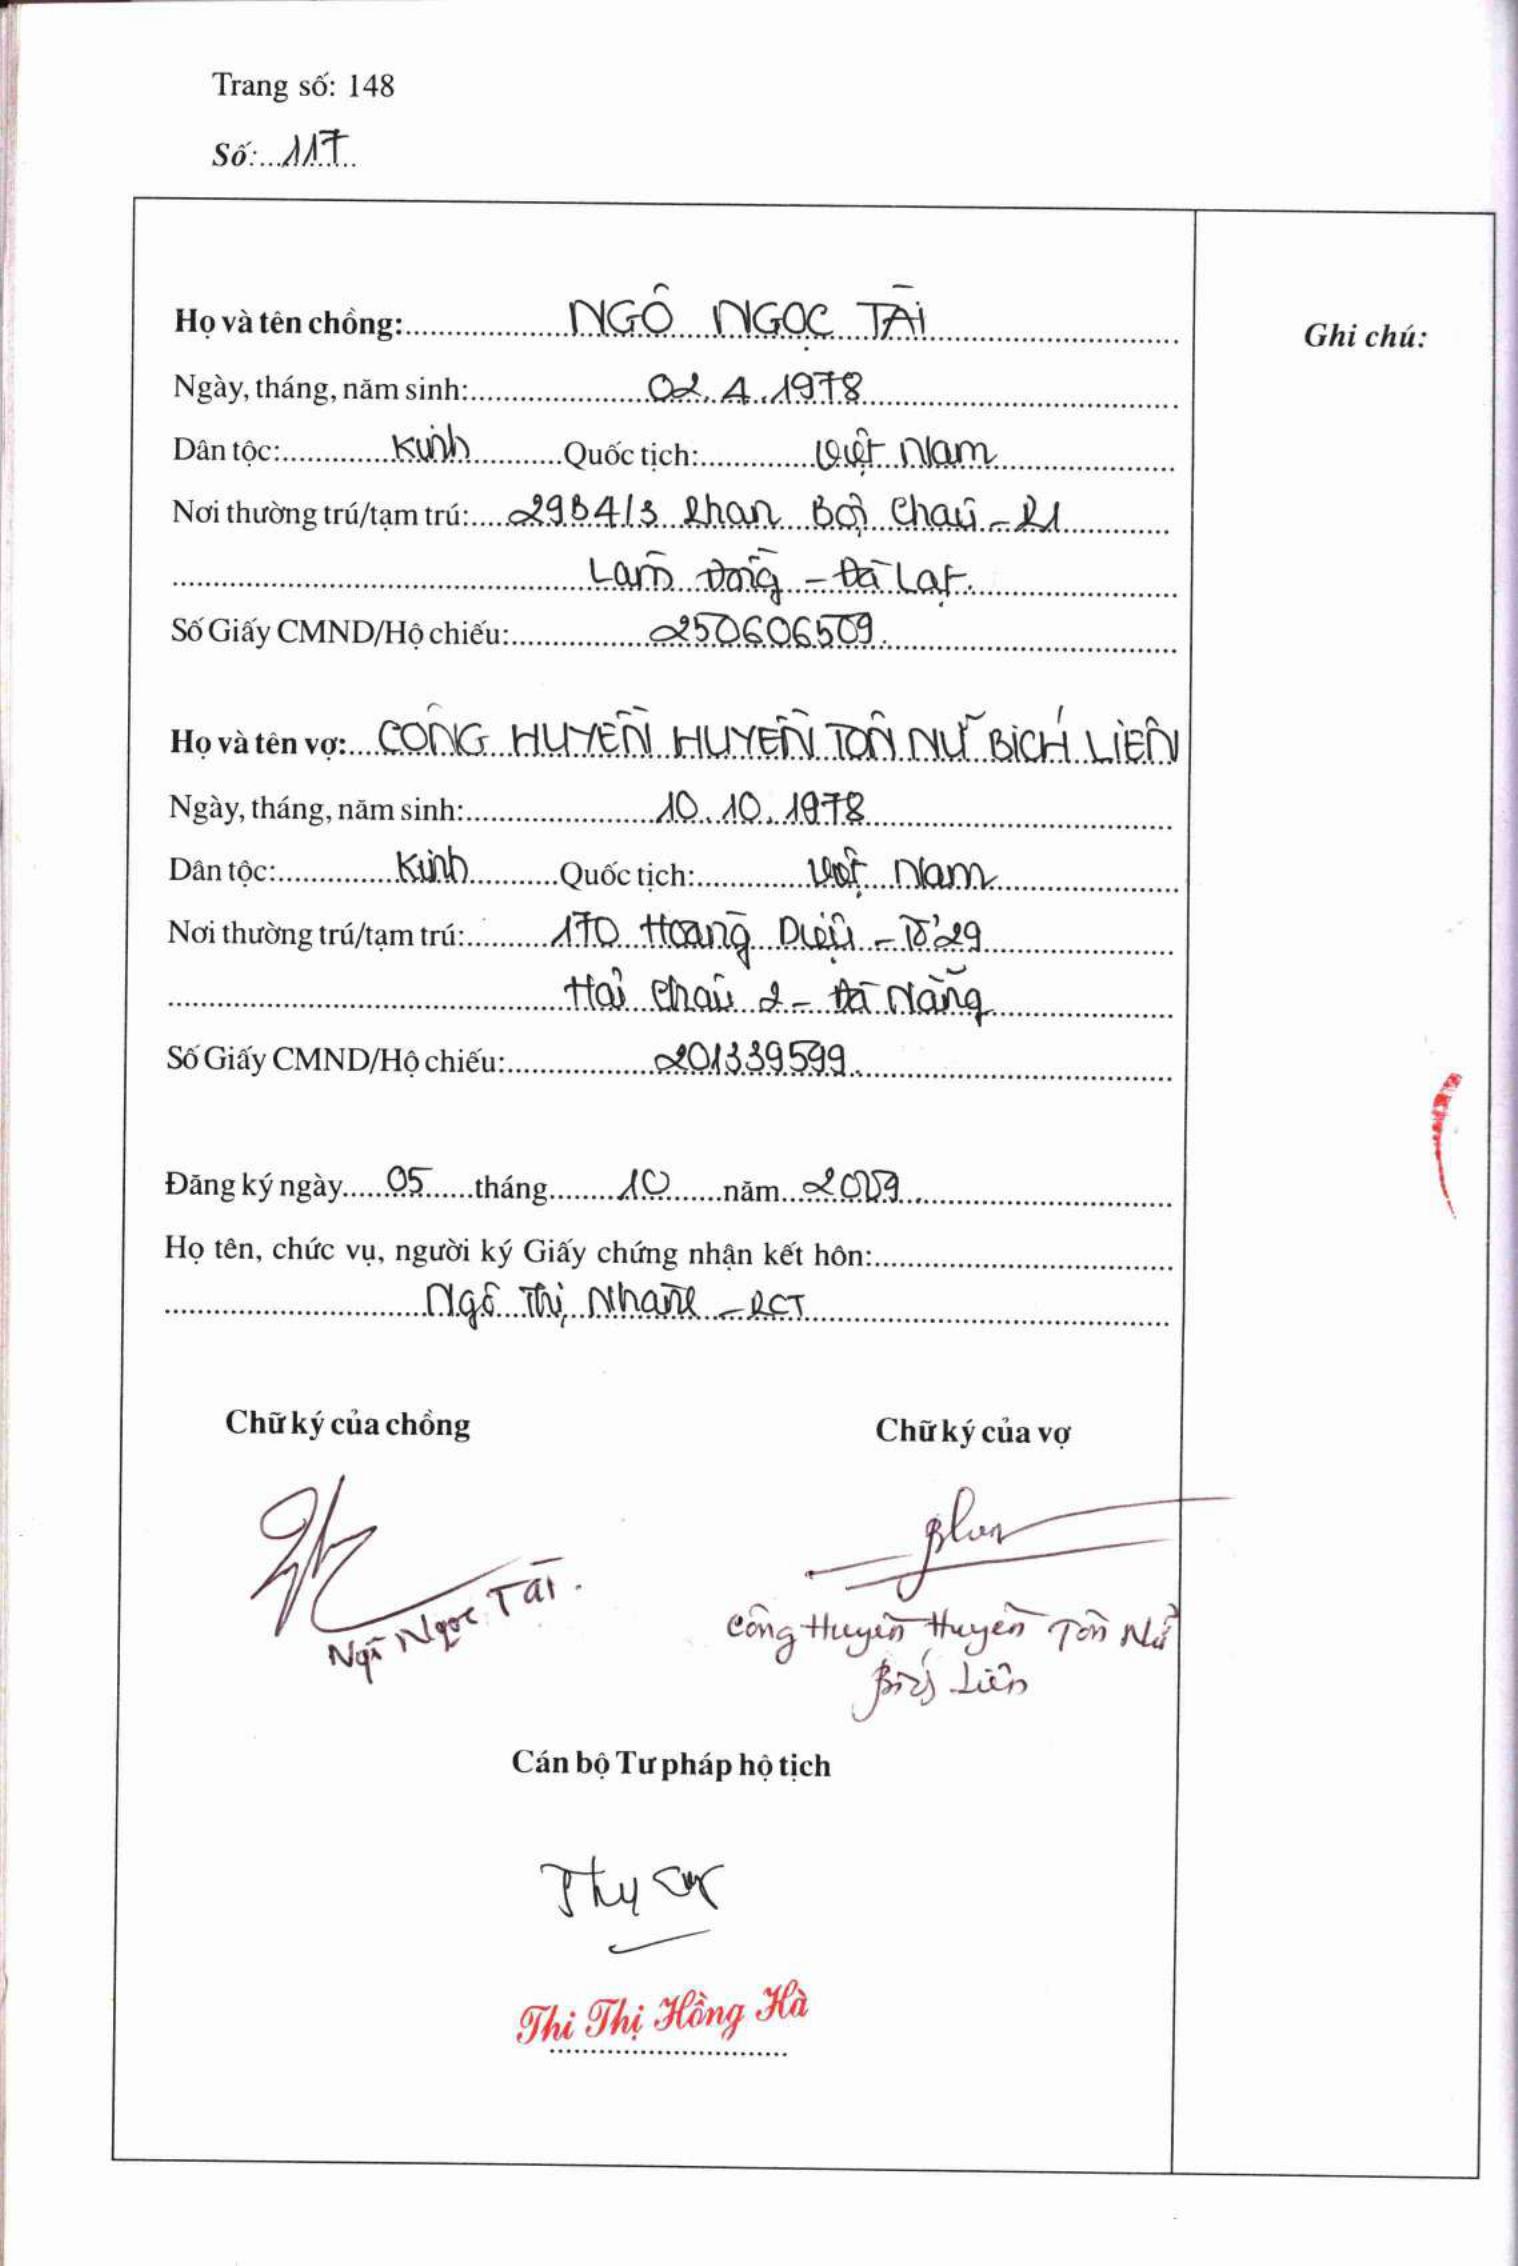 Trang số: 148
Số: 117
Họ và tên chồng: NGÔ NGỌC TÀI
Ghi chú:
Ngày, tháng, năm sinh: 02.4.1978
Dân tộc: Kinh Quốc tịch: Việt Nam
Nơi thường trú/tạm trú: 29B4/3 Phan Bội Châu - P1
Lâm Đồng - Đà Lạt.
Số Giấy CMND/Hộ chiếu: 250606509.
Họ và tên vợ: CÔNG HUYỀN HUYỀN TÔN NỮ BÍCH LIÊN
Ngày, tháng, năm sinh: 10.10.1978
Dân tộc: Kinh Quốc tịch: Việt Nam
Nơi thường trú/tạm trú: 170 Hoàng Diệu - Tổ 29
Hải Châu 2 - Đà Nẵng
Số Giấy CMND/Hộ chiếu: 201339599.
Đăng ký ngày 05 tháng 10 năm 2009.
Họ tên, chức vụ, người ký Giấy chứng nhận kết hôn:
Ngô Thị Nhàn - PCT
Chữ ký của chồng
Chữ ký của vợ
Ngô Ngọc Tài.
Công Huyền Huyền Tôn Nữ
Bích Liên
Cán bộ Tư pháp hộ tịch
Thi Thị Hồng Hà